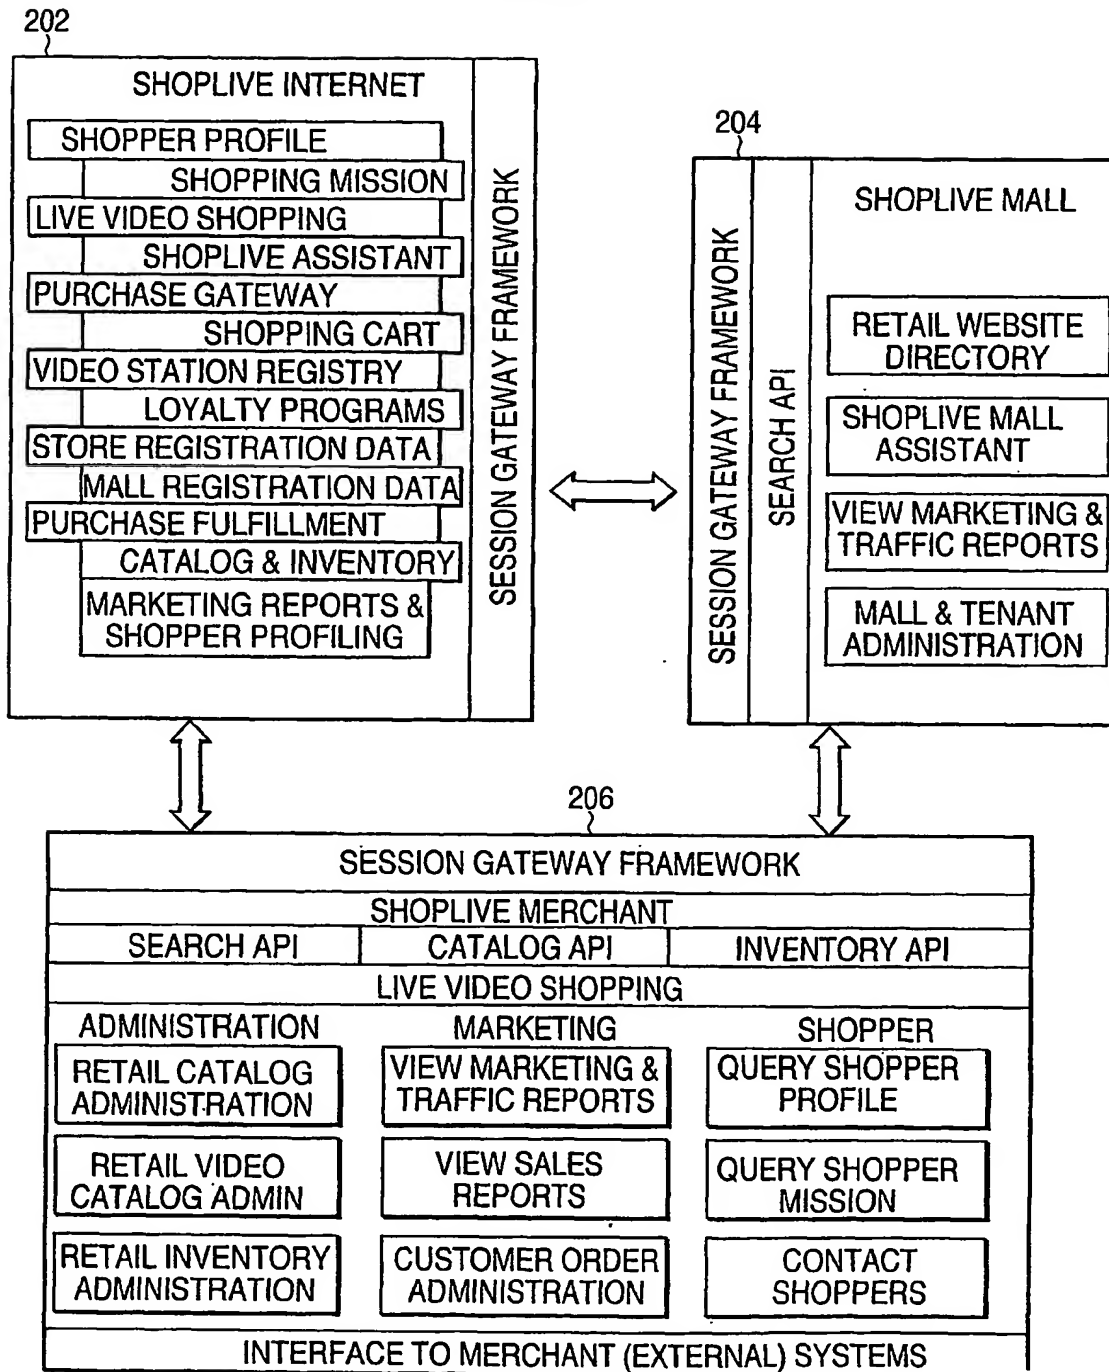 202
SHOPLIVE INTERNET
SHOPPER PROFILE
SHOPPING MISSION
LIVE VIDEO SHOPPING
SHOPLIVE ASSISTANT
PURCHASE GATEWAY
SHOPPING CART
VIDEO STATION REGISTRY
LOYALTY PROGRAMS
STORE REGISTRATION DATA
MALL REGISTRATION DATA
PURCHASE FULFILLMENT
CATALOG & INVENTORY
MARKETING REPORTS &
SHOPPER PROFILING
SESSION GATEWAY FRAMEWORK
204
SESSION GATEWAY FRAMEWORK
SEARCH API
SHOPLIVE MALL
RETAIL WEBSITE
DIRECTORY
SHOPLIVE MALL
ASSISTANT
VIEW MARKETING &
TRAFFIC REPORTS
MALL & TENANT
ADMINISTRATION
206
SESSION GATEWAY FRAMEWORK
SHOPLIVE MERCHANT
SEARCH API
CATALOG API
INVENTORY API
LIVE VIDEO SHOPPING
ADMINISTRATION
RETAIL CATALOG
ADMINISTRATION
RETAIL VIDEO
CATALOG ADMIN
RETAIL INVENTORY
ADMINISTRATION
MARKETING
VIEW MARKETING &
TRAFFIC REPORTS
VIEW SALES
REPORTS
CUSTOMER ORDER
ADMINISTRATION
SHOPPER
QUERY SHOPPER
PROFILE
QUERY SHOPPER
MISSION
CONTACT
SHOPPERS
INTERFACE TO MERCHANT (EXTERNAL) SYSTEMS